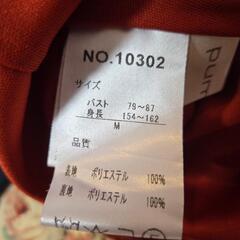 NO.10302
サイズ
バスト 79~87
身長 154~162
M
品質
表地 ポリエステル 100%
裏地 ポリエステル 100%